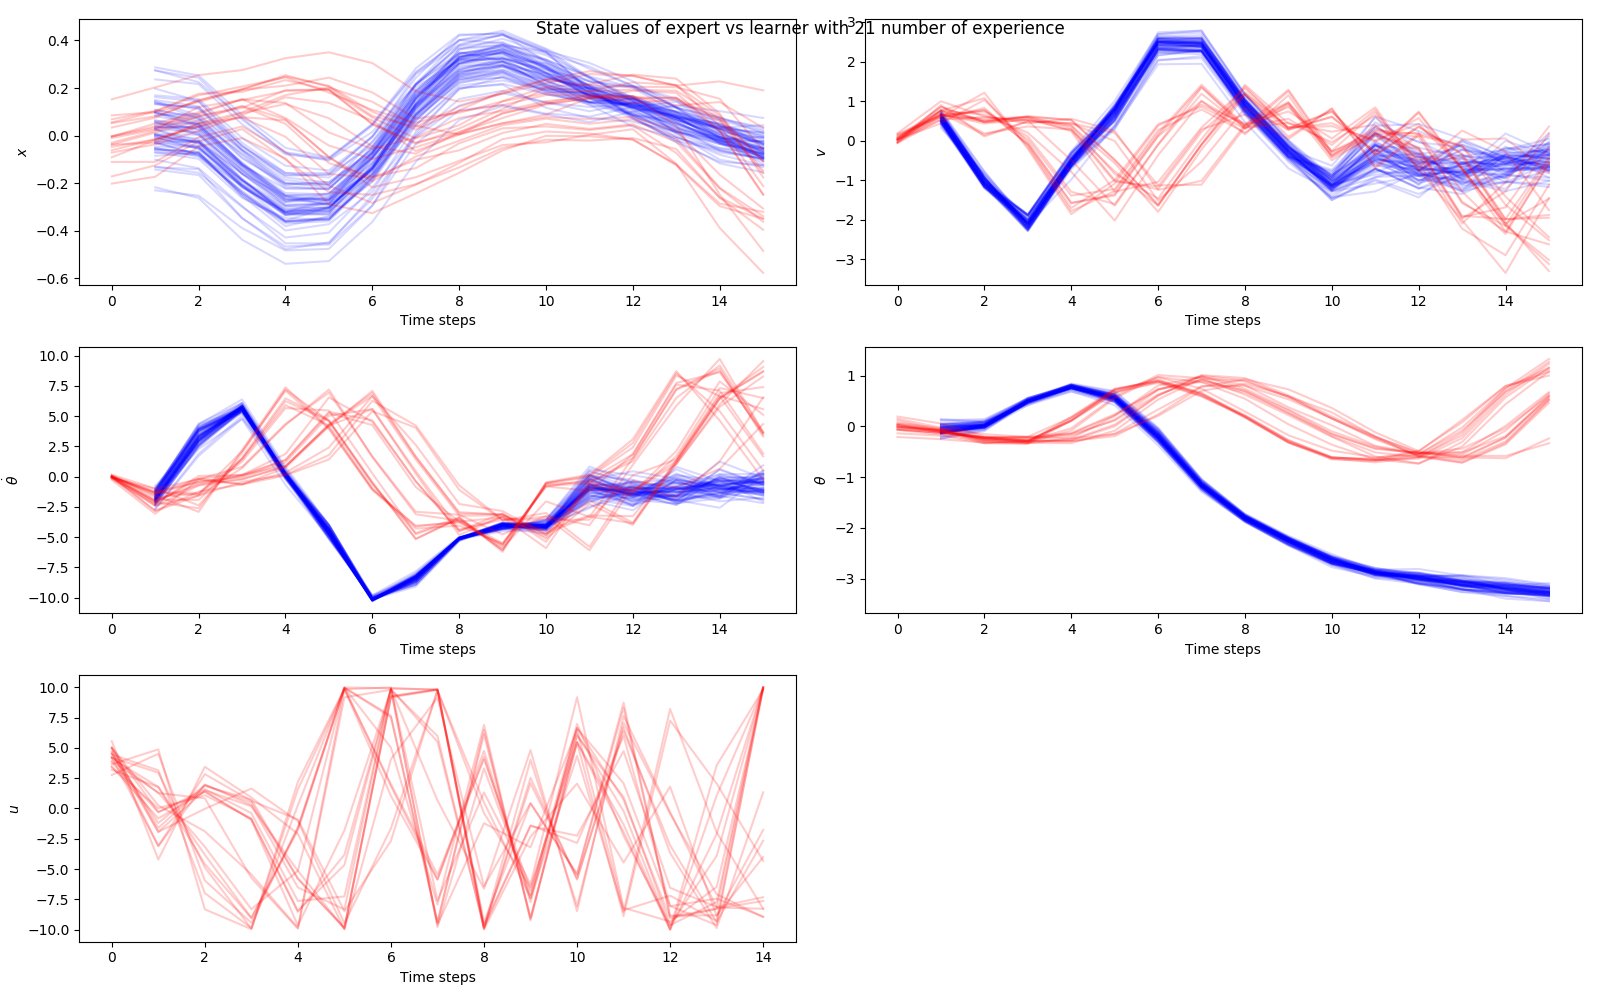 State values of expert vs learner with 21 number of experience
0.4
0.2
0.0
−0.2
−0.4
−0.6
x
0 2 4 6 8 10 12 14
Time steps
3
2
1
0
−1
−2
−3
v
0 2 4 6 8 10 12 14
Time steps
10.0
7.5
5.0
2.5
0.0
−2.5
−5.0
−7.5
−10.0
θ̇
0 2 4 6 8 10 12 14
Time steps
1
0
−1
−2
−3
θ
0 2 4 6 8 10 12 14
Time steps
10.0
7.5
5.0
2.5
0.0
−2.5
−5.0
−7.5
−10.0
u
0 2 4 6 8 10 12 14
Time steps